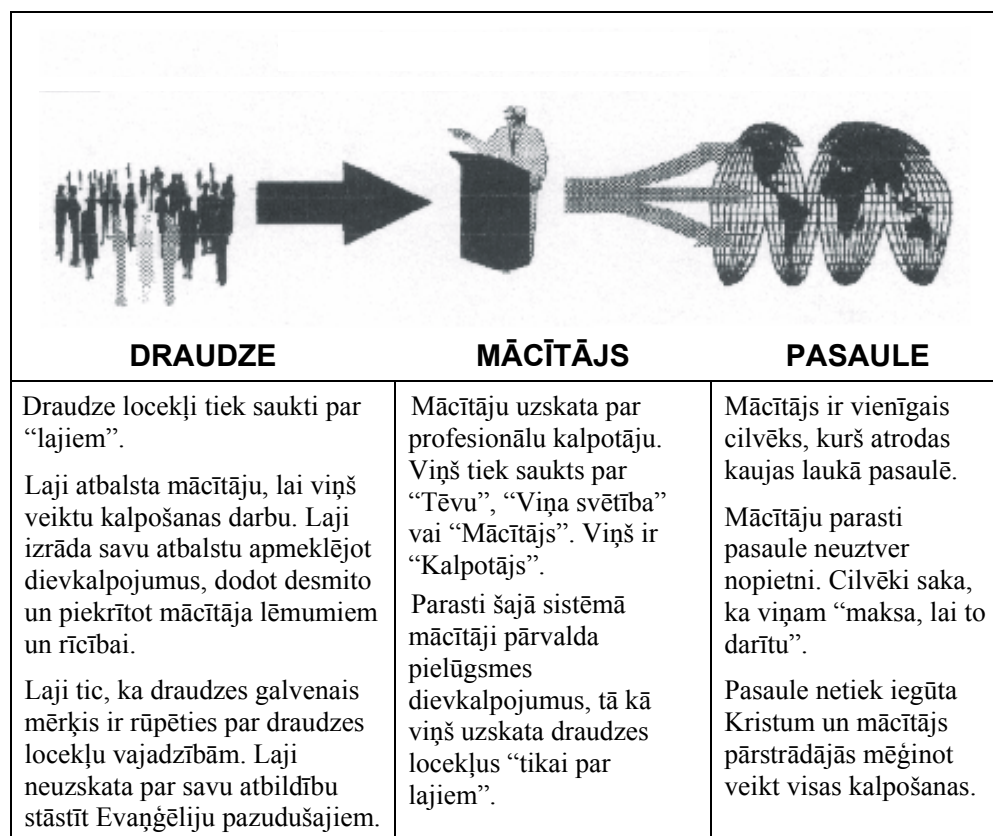 DRAUDZE
MĀCĪTĀJS
PASAULE
Draudze locekļi tiek saukti par
“lajiem”.
Laji atbalsta mācītāju, lai viņš
veiktu kalpošanas darbu. Laji
izrāda savu atbalstu apmeklējot
dievkalpojumus, dodot desmito
un piekrītot mācītāja lēmumiem
un rīcībai.
Laji tic, ka draudzes galvenais
mērķis ir rūpēties par draudzes
locekļu vajadzībām. Laji
neuzskata par savu atbildību
stāstīt Evaņģēliju pazudušajiem.
Mācītāju uzskata par
profesionālu kalpotāju.
Viņš tiek saukts par
“Tēvu”, “Viņa svētība”
vai “Mācītājs”. Viņš ir
“Kalpotājs”.
Parasti šajā sistēmā
mācītāji pārvalda
pielūgsmes
dievkalpojumus, tā kā
viņš uzskata draudzes
locekļus “tikai par
lajiem”.
Mācītājs ir vienīgais
cilvēks, kurš atrodas
kaujas laukā pasaulē.
Mācītāju parasti
pasaule neuztver
nopietni. Cilvēki saka,
ka viņam “maksa, lai to
darītu”.
Pasaule netiek iegūta
Kristum un mācītājs
pārstrādājās mēģinot
veikt visas kalpošanas.